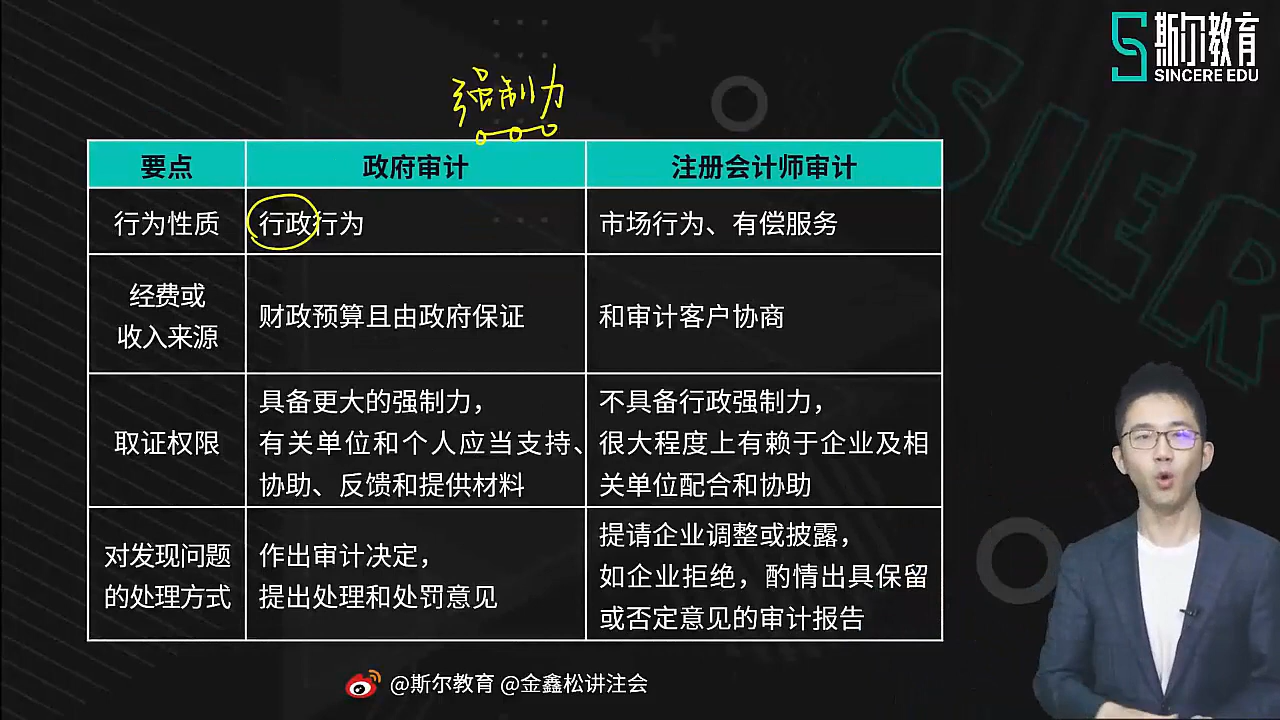 斯尔教育
SINCERE EDU
强制力
要点
政府审计
注册会计师审计
行为性质
行政行为
市场行为、有偿服务
经费或
收入来源
财政预算且由政府保证
和审计客户协商
取证权限
具备更大的强制力，
有关单位和个人应当支持、
协助、反馈和提供材料
不具备行政强制力，
很大程度上有赖于企业及相
关单位配合和协助
对发现问题
的处理方式
作出审计决定，
提出处理和处罚意见
提请企业调整或披露，
如企业拒绝，酌情出具保留
或否定意见的审计报告
@斯尔教育 @金鑫松讲注会
SIER